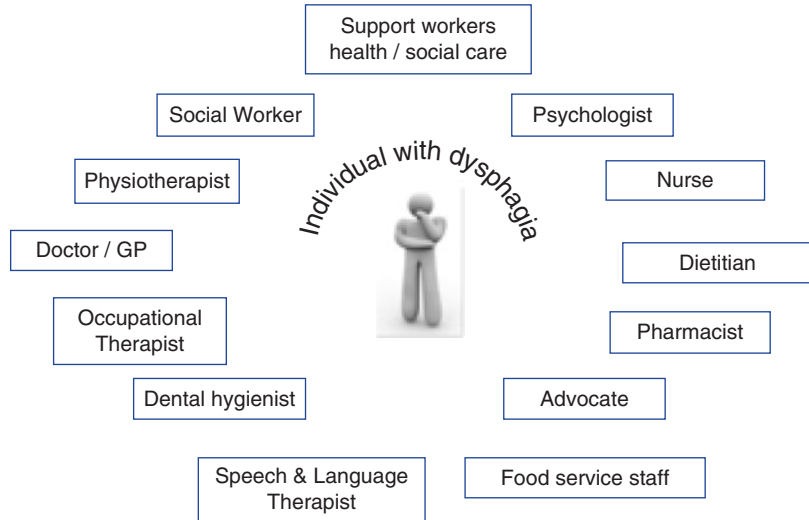 Support workers
health / social care
Social Worker
Psychologist
Individual with dysphagia
Physiotherapist
Nurse
Doctor / GP
Dietitian
Occupational
Therapist
Pharmacist
Dental hygienist
Advocate
Speech & Language
Therapist
Food service staff